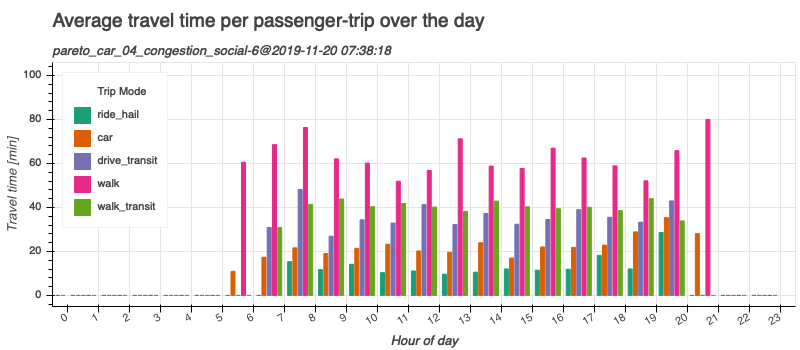 Average travel time per passenger-trip over the day
pareto_car_04_congestion_social-6@2019-11-20 07:38:18
Trip Mode
ride_hail
car
drive_transit
walk
walk_transit
Travel time [min]
100
80
60
40
20
0
0 1 2 3 4 5 6 7 8 9 10 11 12 13 14 15 16 17 18 19 20 21 22 23
Hour of day